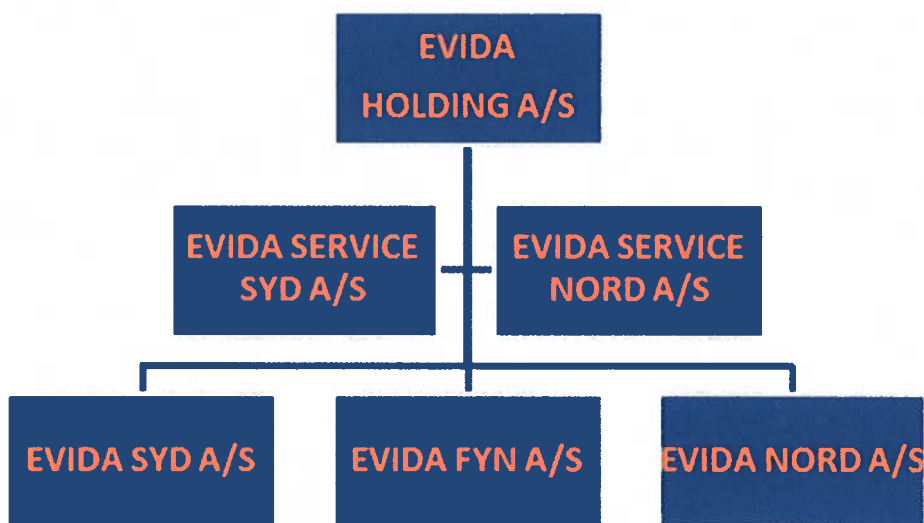 EVIDA
HOLDING A/S
EVIDA SERVICE
SYD A/S
EVIDA SERVICE
NORD A/S
EVIDA SYD A/S
EVIDA FYN A/S
EVIDA NORD A/S